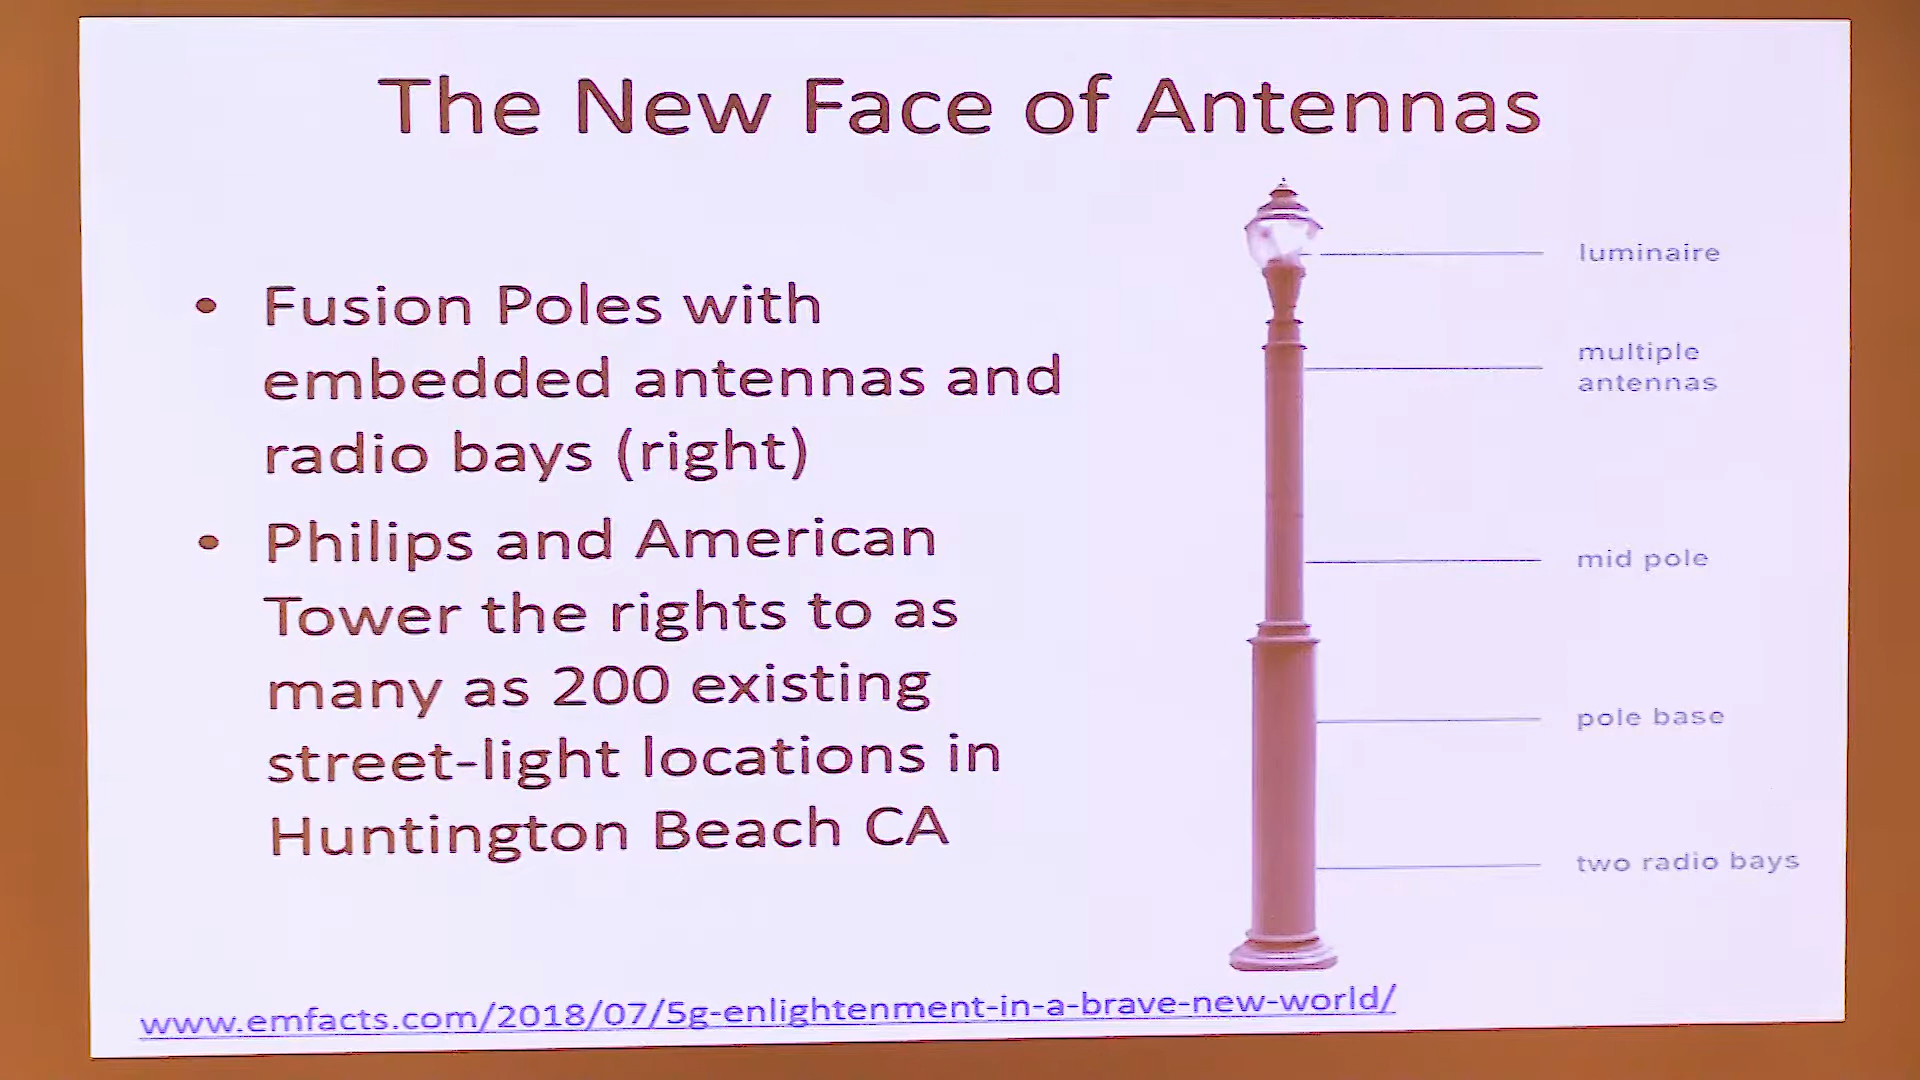 The New Face of Antennas
• Fusion Poles with
embedded antennas and
radio bays (right)
• Philips and American
Tower the rights to as
many as 200 existing
street-light locations in
Huntington Beach CA
luminaire
multiple
antennas
mid pole
pole base
two radio bays
www.emfacts.com/2018/07/5g-enlightenment-in-a-brave-new-world/